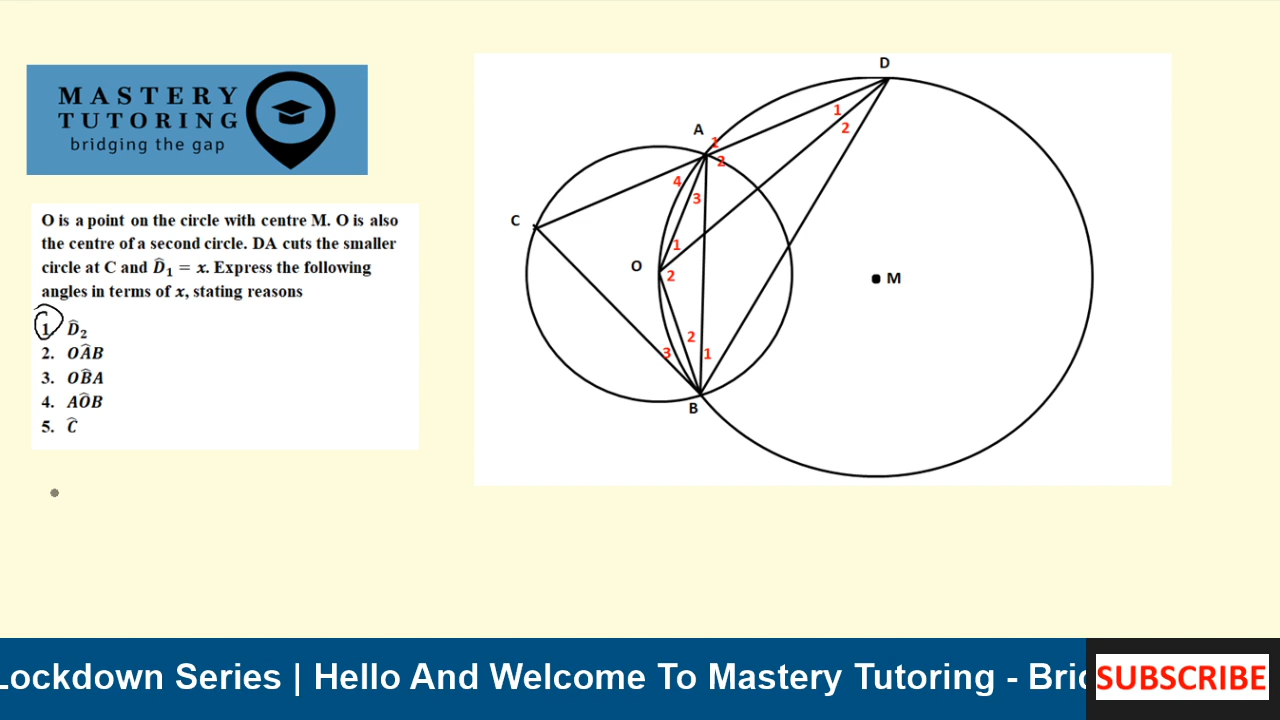 MASTERY
TUTORING
bridging the gap
O is a point on the circle with centre M. O is also
the centre of a second circle. DA cuts the smaller
circle at C and D̂₁ = x. Express the following
angles in terms of x, stating reasons
1. D̂₂
2. OÂB
3. OB̂A
4. AÔB
5. Ĉ
D
1
2
A
1
2
4
3
C
1
O
2
M
2
3
1
B
Lockdown Series | Hello And Welcome To Mastery Tutoring - Bri
SUBSCRIBE